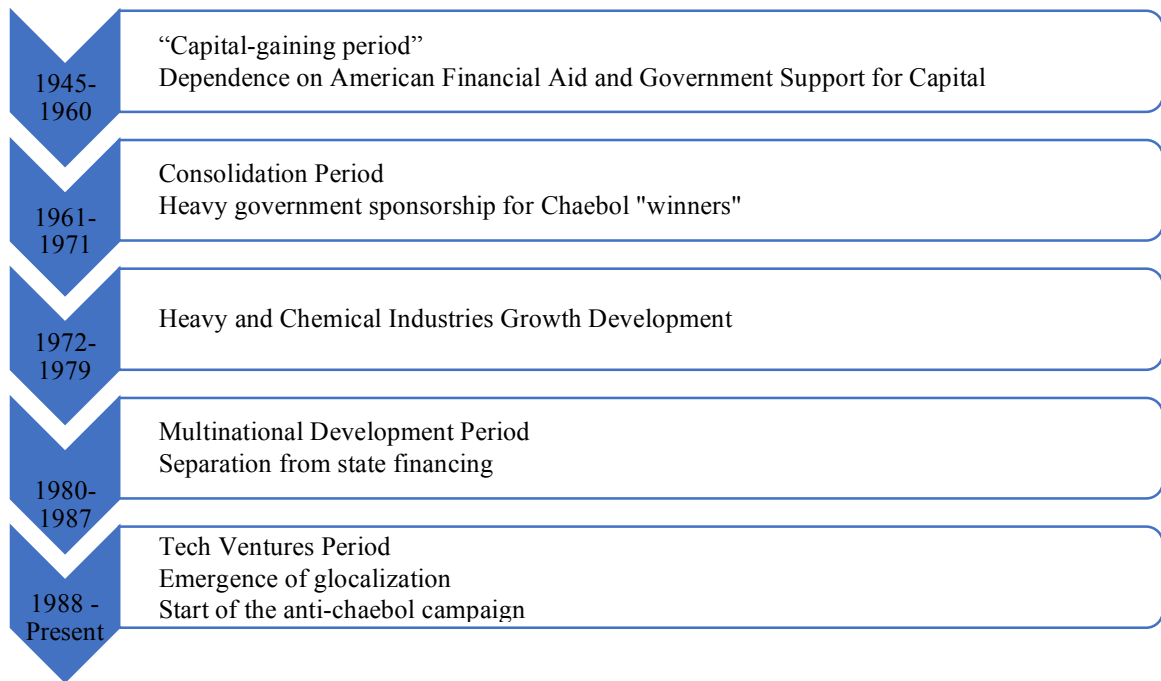 1945-
1960
“Capital-gaining period”
Dependence on American Financial Aid and Government Support for Capital
1961-
1971
Consolidation Period
Heavy government sponsorship for Chaebol "winners"
1972-
1979
Heavy and Chemical Industries Growth Development
1980-
1987
Multinational Development Period
Separation from state financing
1988 -
Present
Tech Ventures Period
Emergence of glocalization
Start of the anti-chaebol campaign